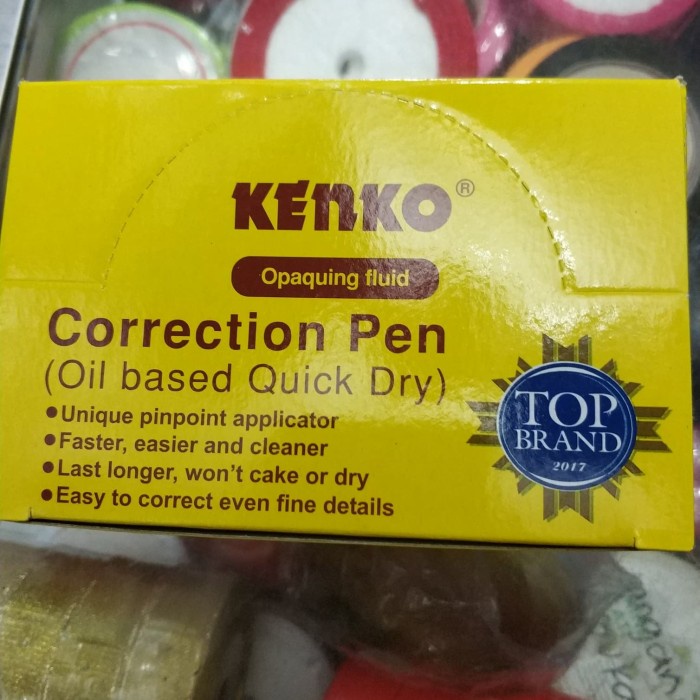 KENKO®
Opaquing fluid
Correction Pen
(Oil based Quick Dry)
•Unique pinpoint applicator
•Faster, easier and cleaner
•Last longer, won't cake or dry
•Easy to correct even fine details
TOP
BRAND
2017